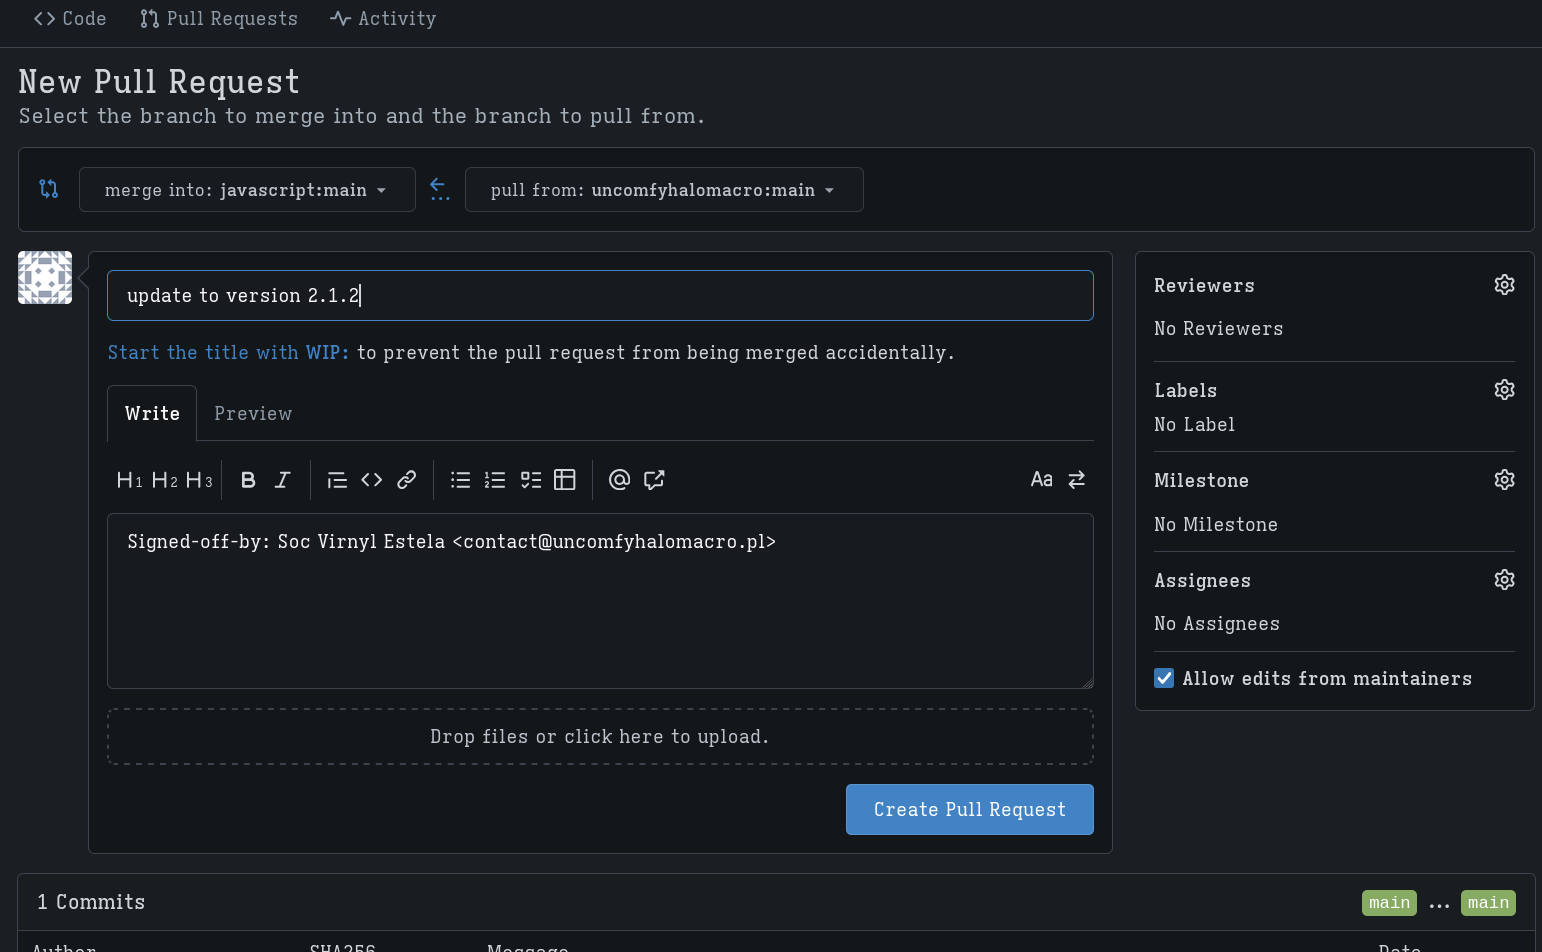 Code Pull Requests Activity
New Pull Request
Select the branch to merge into and the branch to pull from.
merge into: javascript:main pull from: uncomfyhalomacro:main
update to version 2.1.2
Start the title with WIP: to prevent the pull request from being merged accidentally.
Write Preview
H1 H2 H3 B I Aa
Signed-off-by: Soc Virnyl Estela <contact@uncomfyhalomacro.pl>
Drop files or click here to upload.
Create Pull Request
Reviewers
No Reviewers
Labels
No Label
Milestone
No Milestone
Assignees
No Assignees
Allow edits from maintainers
1 Commits main ... main
Author SHA256 Message Date